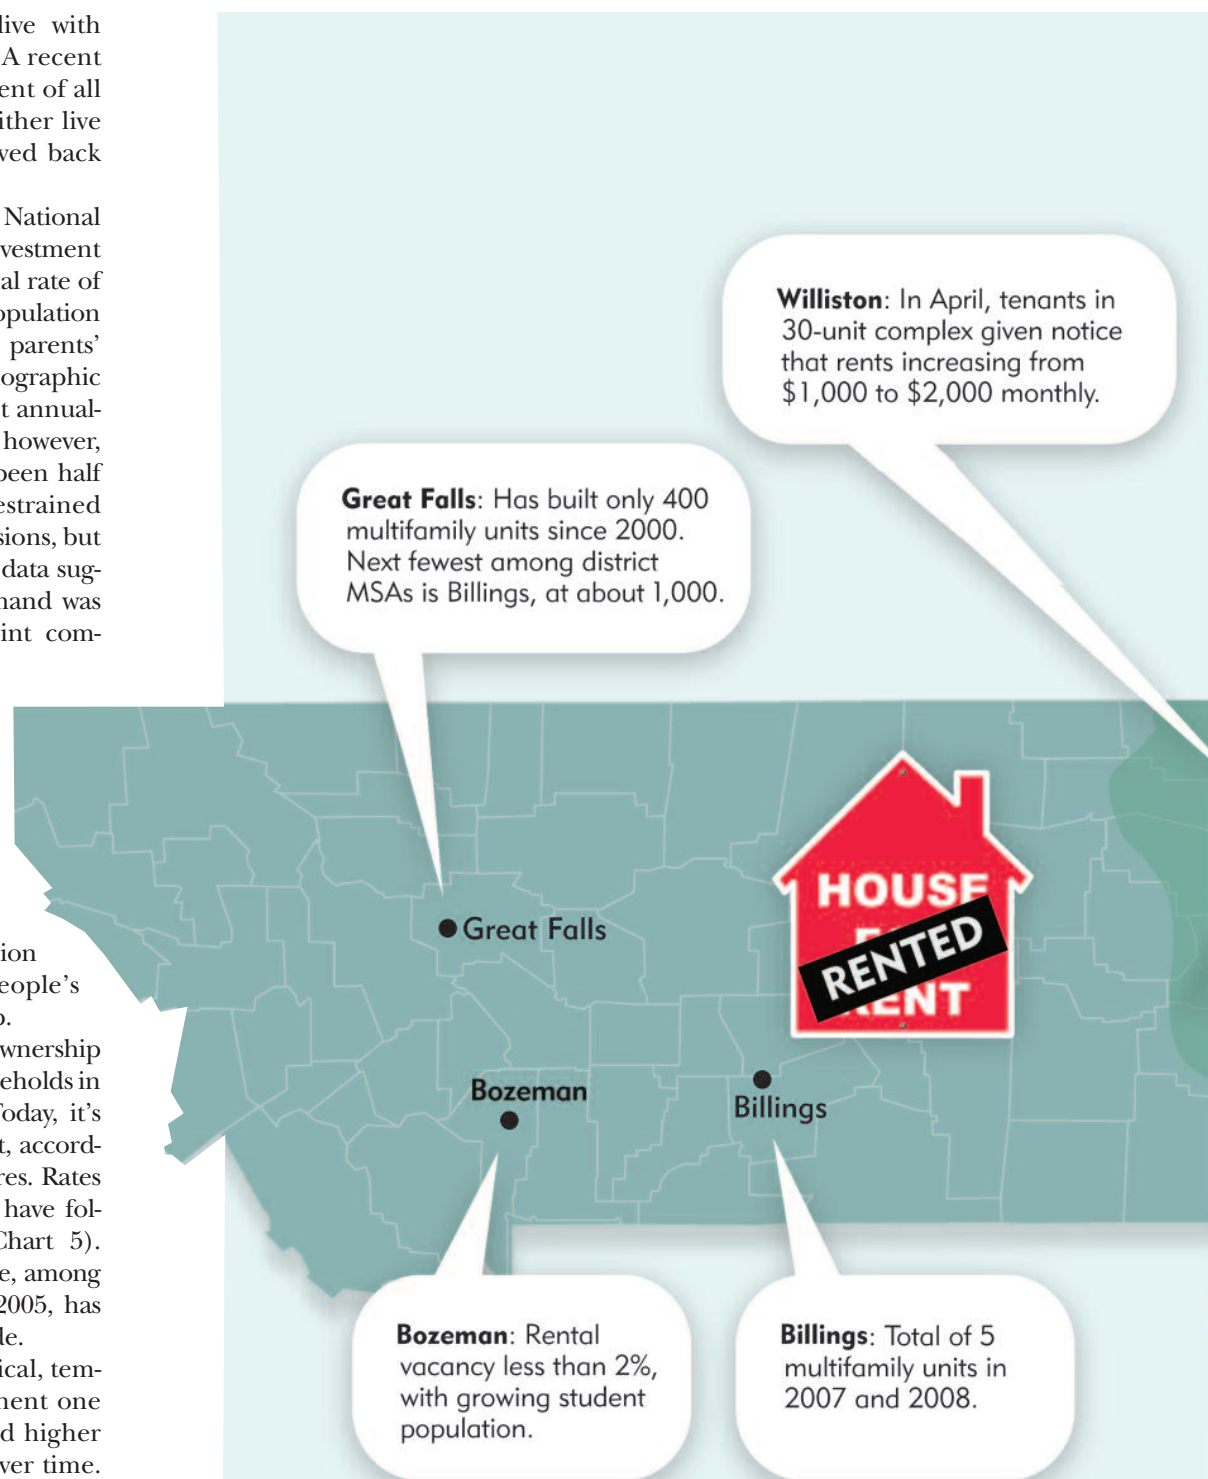 live with
A recent
ent of all
ither live
ved back
National
vestment
al rate of
opulation
parents'
ographic
t annual-
however,
been half
estrained
sions, but
data sug-
mand was
int com-
tion
eople's
o.
ownership
eholds in
Today, it's
t, accord-
res. Rates
have fol-
Chart 5).
e, among
2005, has
de.
ical, tem-
ment one
d higher
ver time.
Williston: In April, tenants in
30-unit complex given notice
that rents increasing from
$1,000 to $2,000 monthly.
Great Falls: Has built only 400
multifamily units since 2000.
Next fewest among district
MSAs is Billings, at about 1,000.
HOUSE
RENTED
RENT
Great Falls
Bozeman
Billings
Bozeman: Rental
vacancy less than 2%,
with growing student
population.
Billings: Total of 5
multifamily units in
2007 and 2008.